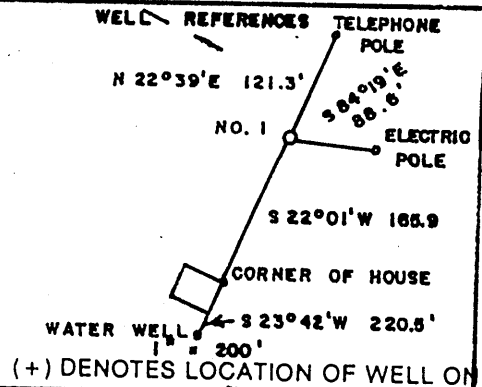 WELL REFERENCES
TELEPHONE
POLE
N 22°39'E 121.3'
S 84°19'E
88.6'
NO. 1
ELECTRIC
POLE
S 22°01'W 165.9
CORNER OF HOUSE
S 23°42'W 220.5'
WATER WELL
1" = 200'
(+) DENOTES LOCATION OF WELL ON